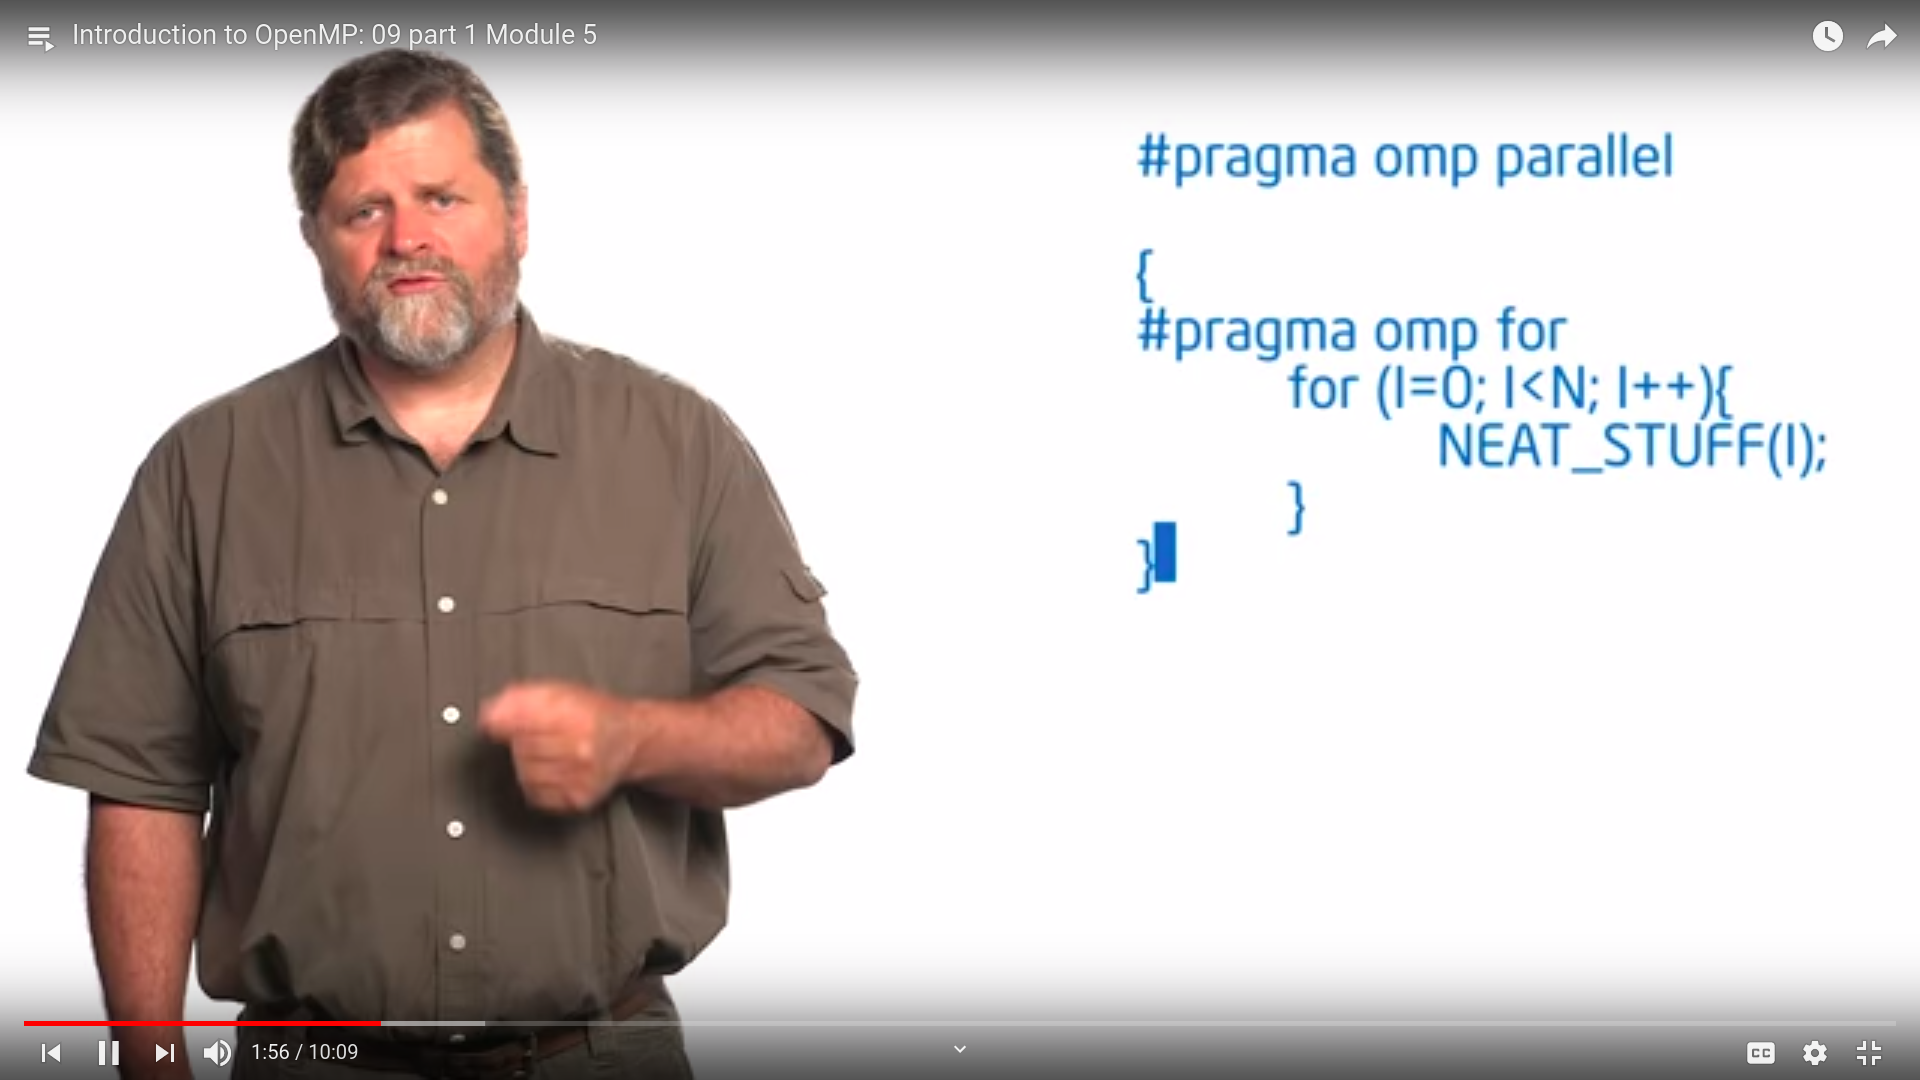 Introduction to OpenMP: 09 part 1 Module 5
#pragma omp parallel
{
#pragma omp for
for (I=0; I<N; I++){
NEAT_STUFF(I);
}
}
1:56 / 10:09
CC